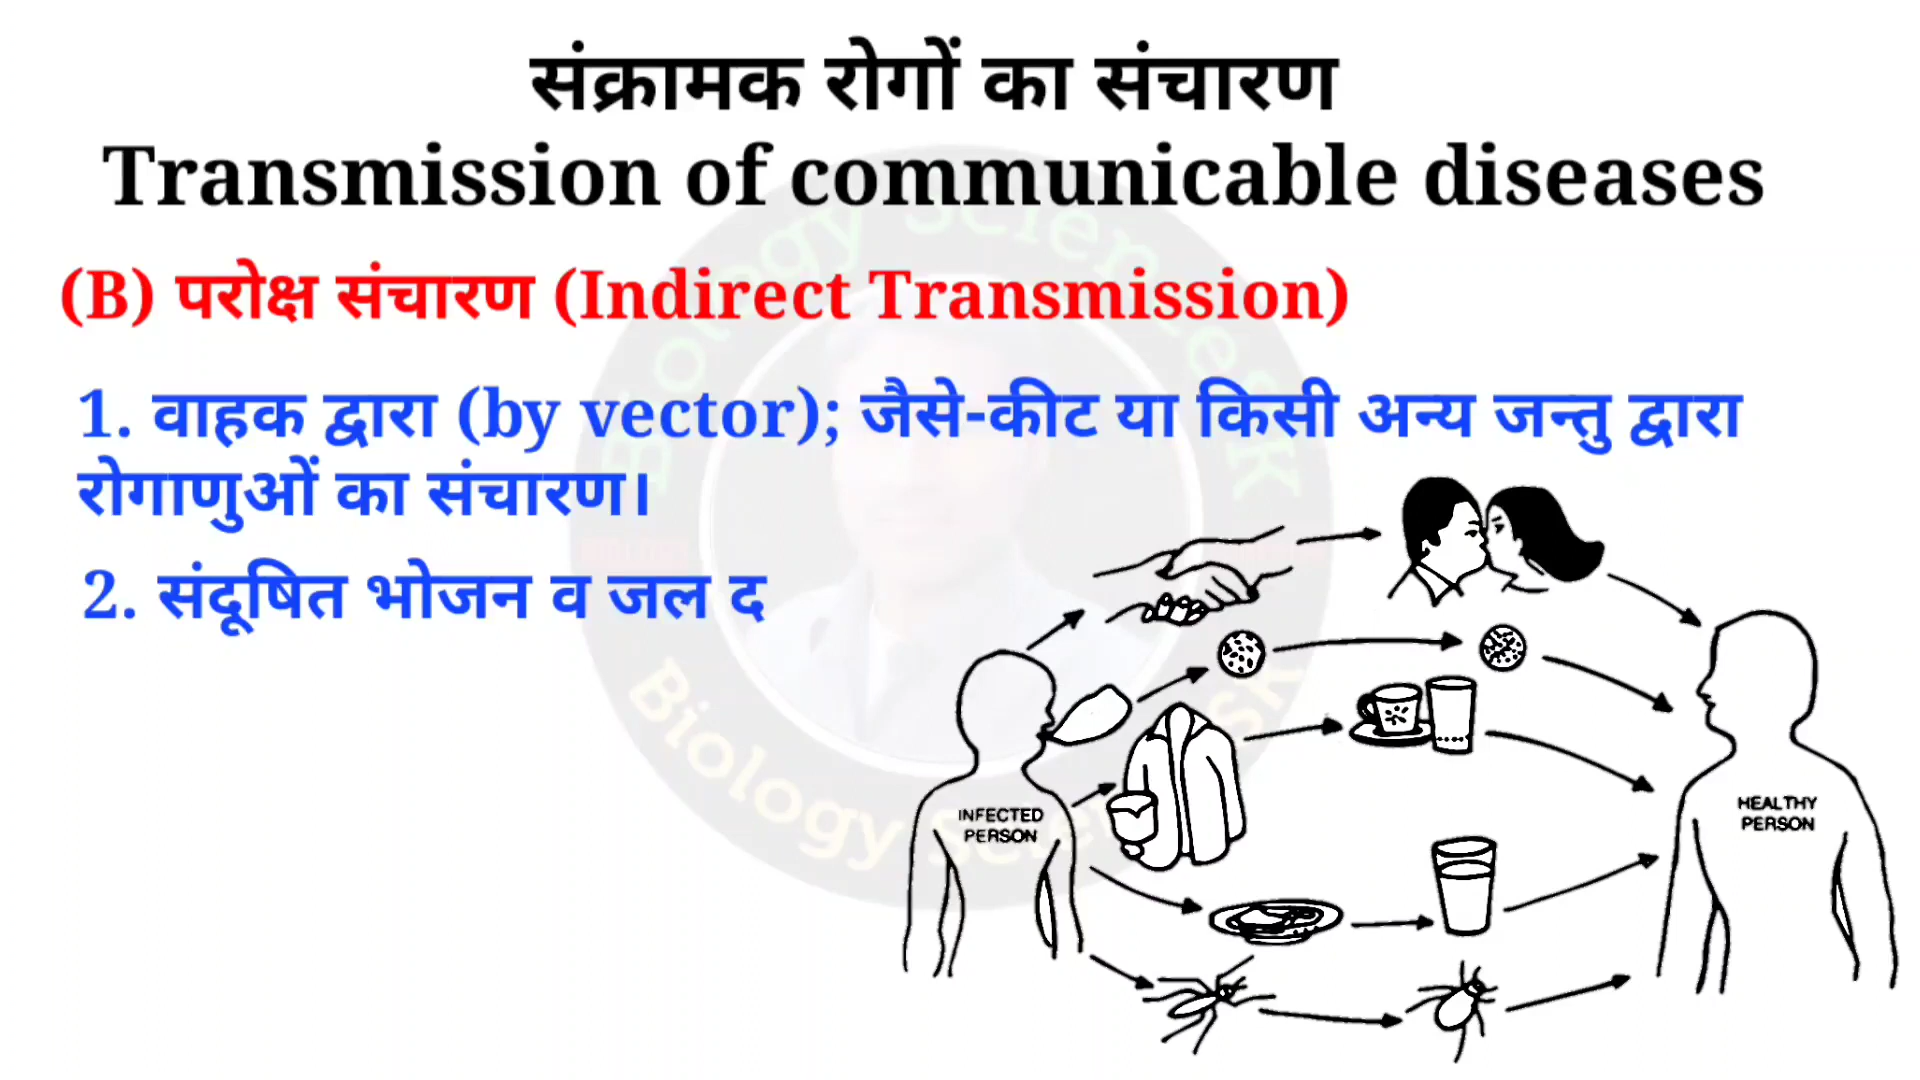 संक्रामक रोगों का संचारण
Transmission of communicable diseases
(B) परोक्ष संचारण (Indirect Transmission)
1. वाहक द्वारा (by vector); जैसे-कीट या किसी अन्य जन्तु द्वारा
रोगाणुओं का संचारण।
2. संदूषित भोजन व जल द
INFECTED
PERSON
HEALTHY
PERSON
Biology